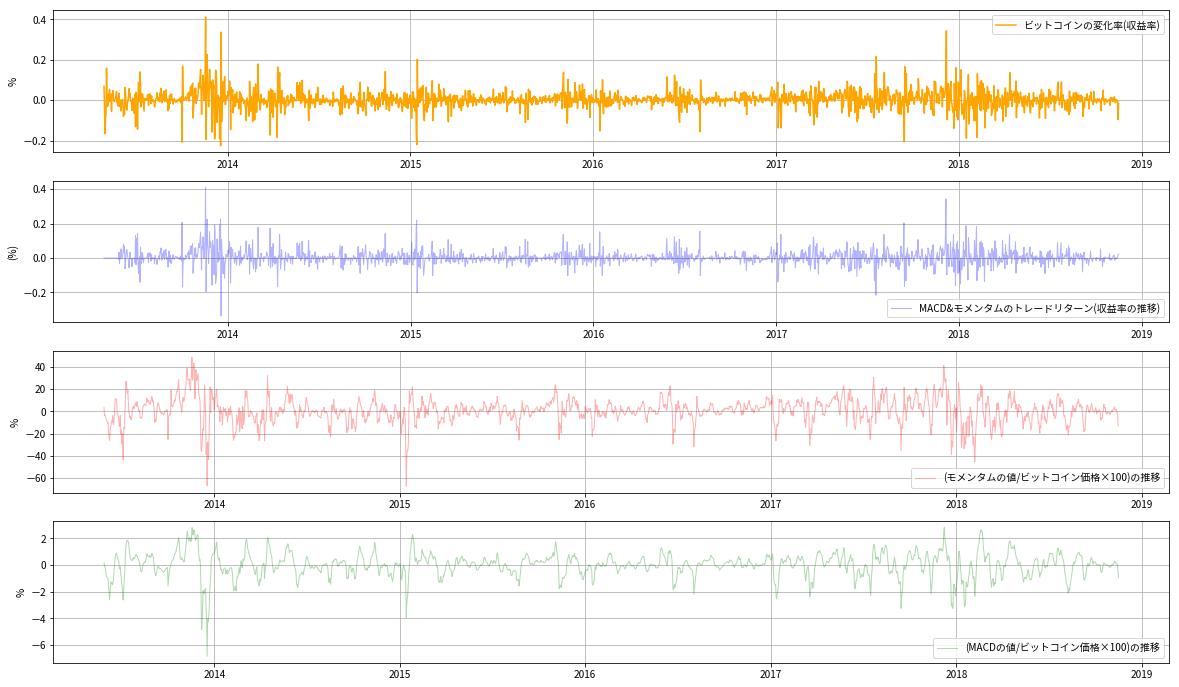 0.4
0.2
0.0
−0.2
%
ビットコインの変化率(収益率)
2014 2015 2016 2017 2018 2019
0.4
0.2
0.0
−0.2
(%)
MACD&モメンタムのトレードリターン(収益率の推移)
2014 2015 2016 2017 2018 2019
40
20
0
−20
−40
−60
%
(モメンタムの値/ビットコイン価格×100)の推移
2014 2015 2016 2017 2018 2019
2
0
−2
−4
−6
%
(MACDの値/ビットコイン価格×100)の推移
2014 2015 2016 2017 2018 2019